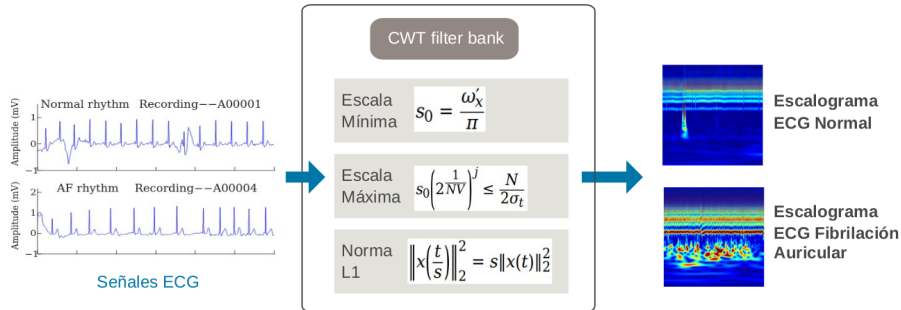 CWT filter bank
Normal rhythm Recording--A00001
Amplitude (mV)
1
0
−1
AF rhythm Recording--A00004
Amplitude (mV)
2
1
0
−1
Señales ECG
Escala
Mínima
s₀ = ω′ₓ / π
Escala
Máxima
s₀(2^(1/NV))^j ≤ N / 2σₜ
Norma
L1
‖x(t/s)‖₂² = s‖x(t)‖₂²
Escalograma
ECG Normal
Escalograma
ECG Fibrilación
Auricular